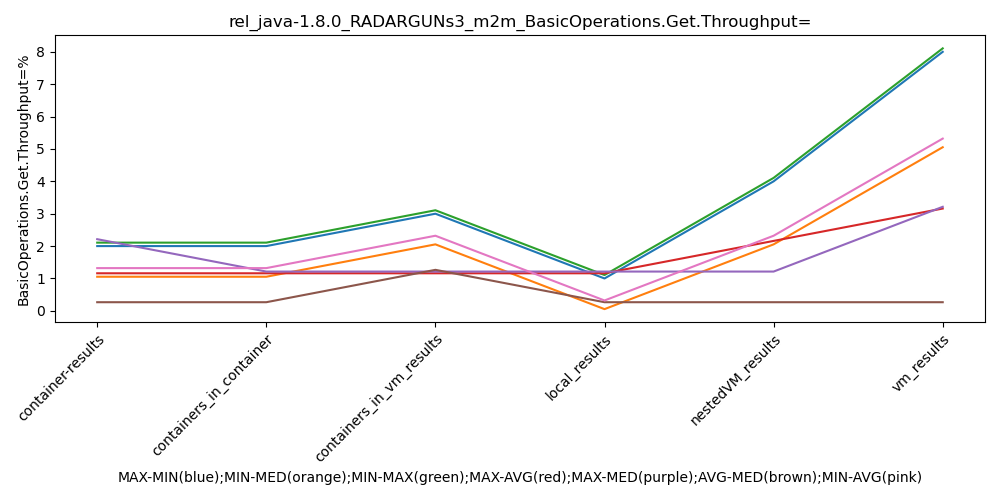 rel_java-1.8.0_RADARGUNs3_m2m_BasicOperations.Get.Throughput=
BasicOperations.Get.Throughput=%
8
7
6
5
4
3
2
1
0
container-results
containers_in_container
containers_in_vm_results
local_results
nestedVM_results
vm_results
MAX-MIN(blue);MIN-MED(orange);MIN-MAX(green);MAX-AVG(red);MAX-MED(purple);AVG-MED(brown);MIN-AVG(pink)